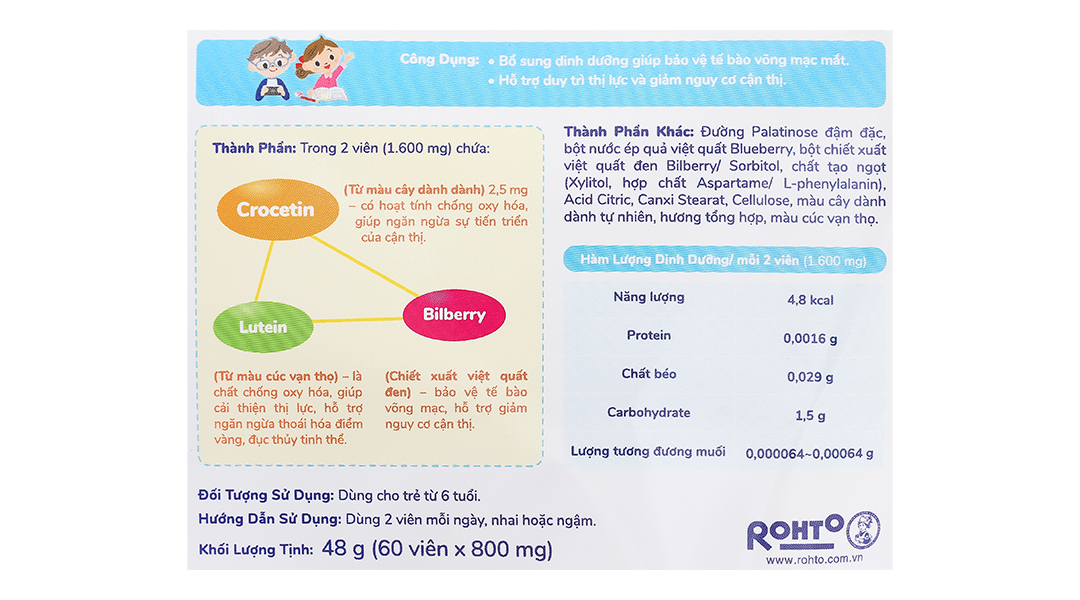 Công Dụng: • Bổ sung dinh dưỡng giúp bảo vệ tế bào võng mạc mắt.
• Hỗ trợ duy trì thị lực và giảm nguy cơ cận thị.
Thành Phần: Trong 2 viên (1.600 mg) chứa:
Crocetin
(Từ màu cây dành dành) 2,5 mg
– có hoạt tính chống oxy hóa,
giúp ngăn ngừa sự tiến triển
của cận thị.
Lutein
Bilberry
(Từ màu cúc vạn thọ) – là
chất chống oxy hóa, giúp
cải thiện thị lực, hỗ trợ
ngăn ngừa thoái hóa điểm
vàng, đục thủy tinh thể.
(Chiết xuất việt quất
đen) – bảo vệ tế bào
võng mạc, hỗ trợ giảm
nguy cơ cận thị.
Thành Phần Khác: Đường Palatinose đậm đặc,
bột nước ép quả việt quất Blueberry, bột chiết xuất
việt quất đen Bilberry/ Sorbitol, chất tạo ngọt
(Xylitol, hợp chất Aspartame/ L-phenylalanin),
Acid Citric, Canxi Stearat, Cellulose, màu cây dành
dành tự nhiên, hương tổng hợp, màu cúc vạn thọ.
Hàm Lượng Dinh Dưỡng/ mỗi 2 viên (1.600 mg)
Năng lượng 4,8 kcal
Protein 0,0016 g
Chất béo 0,029 g
Carbohydrate 1,5 g
Lượng tương đương muối 0,000064~0,00064 g
Đối Tượng Sử Dụng: Dùng cho trẻ từ 6 tuổi.
Hướng Dẫn Sử Dụng: Dùng 2 viên mỗi ngày, nhai hoặc ngậm.
Khối Lượng Tịnh: 48 g (60 viên x 800 mg)
ROHTO
www.rohto.com.vn